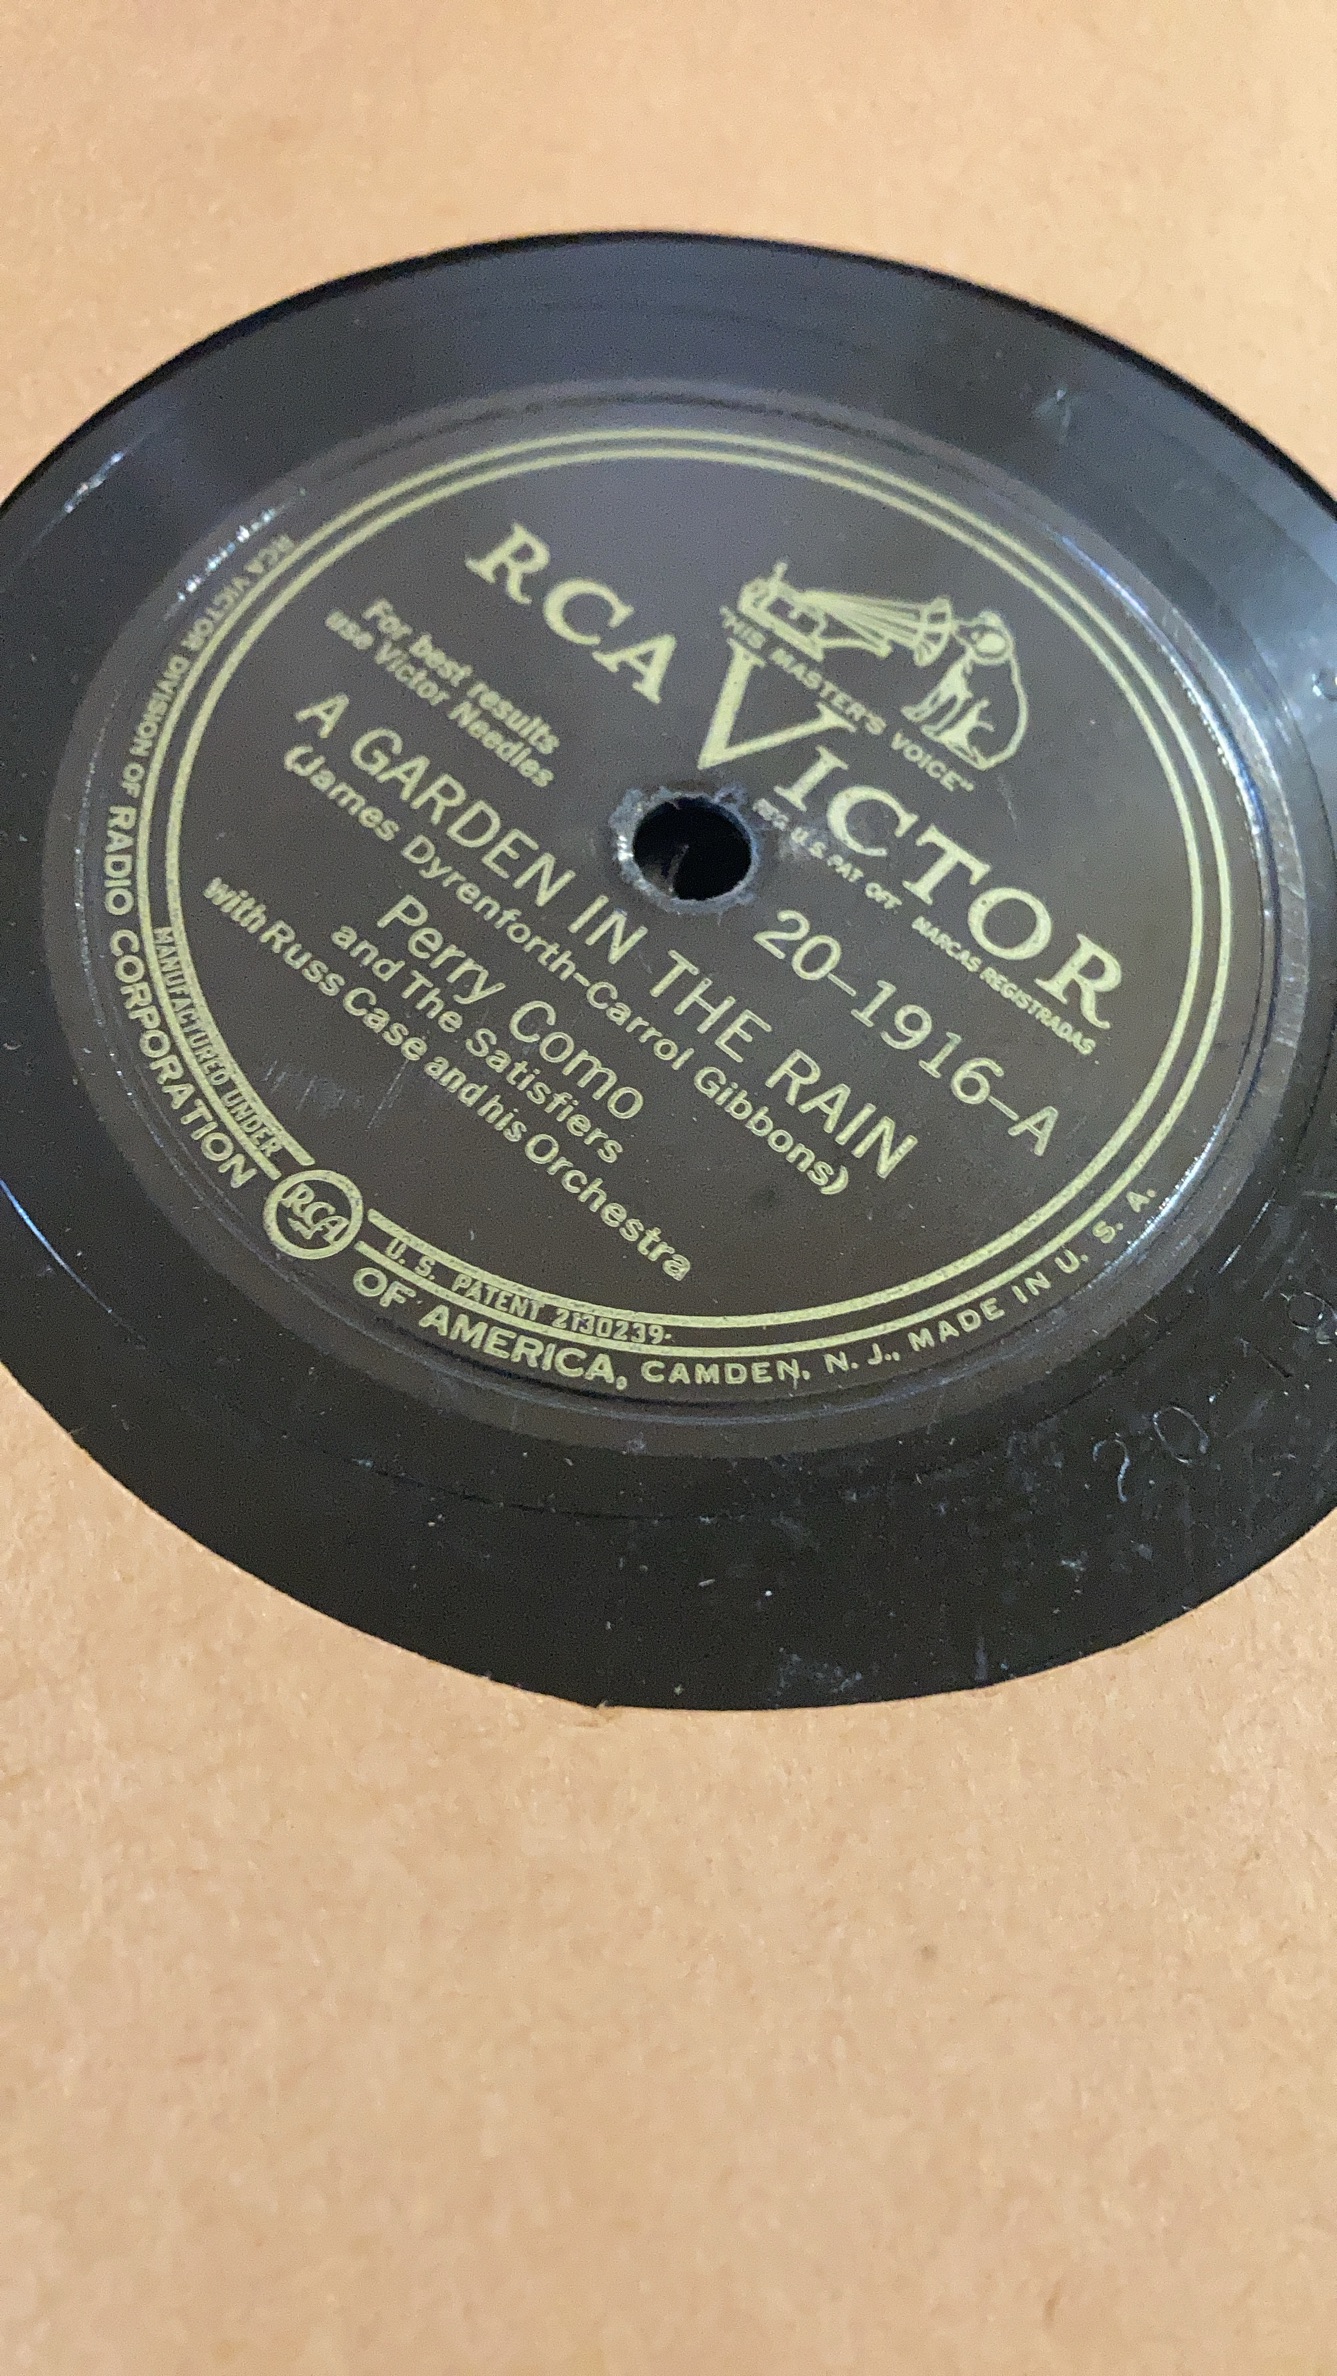 RCA VICTOR
"HIS MASTER'S VOICE"
REG U.S. PAT OFF. MARCAS REGISTRADAS
For best results
use Victor Needles
20-1916-A
A GARDEN IN THE RAIN
(James Dyrenforth-Carrol Gibbons)
Perry Como
and The Satisfiers
with Russ Case and his Orchestra
RCA VICTOR DIVISION OF RADIO CORPORATION OF AMERICA, CAMDEN, N. J., MADE IN U. S. A.
MANUFACTURED UNDER U. S. PATENT 2130239.
RCA
20-19